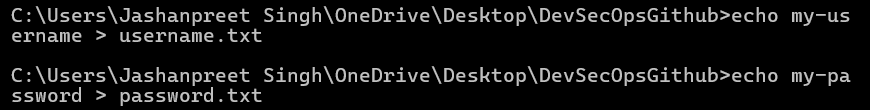 C:\Users\Jashanpreet Singh\OneDrive\Desktop\DevSecOpsGithub>echo my-us
ername > username.txt
C:\Users\Jashanpreet Singh\OneDrive\Desktop\DevSecOpsGithub>echo my-pa
ssword > password.txt